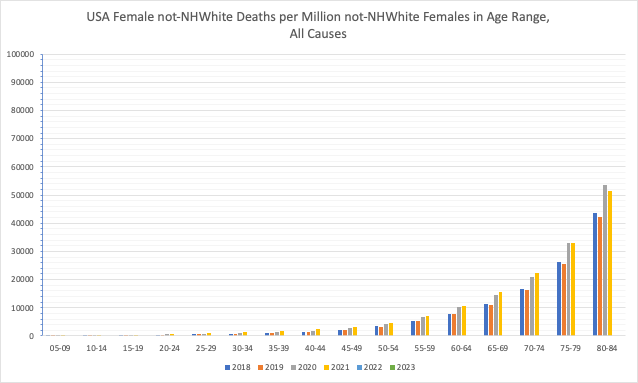 USA Female not-NHWhite Deaths per Million not-NHWhite Females in Age Range,
All Causes
100000
90000
80000
70000
60000
50000
40000
30000
20000
10000
0
05-09 10-14 15-19 20-24 25-29 30-34 35-39 40-44 45-49 50-54 55-59 60-64 65-69 70-74 75-79 80-84
2018 2019 2020 2021 2022 2023